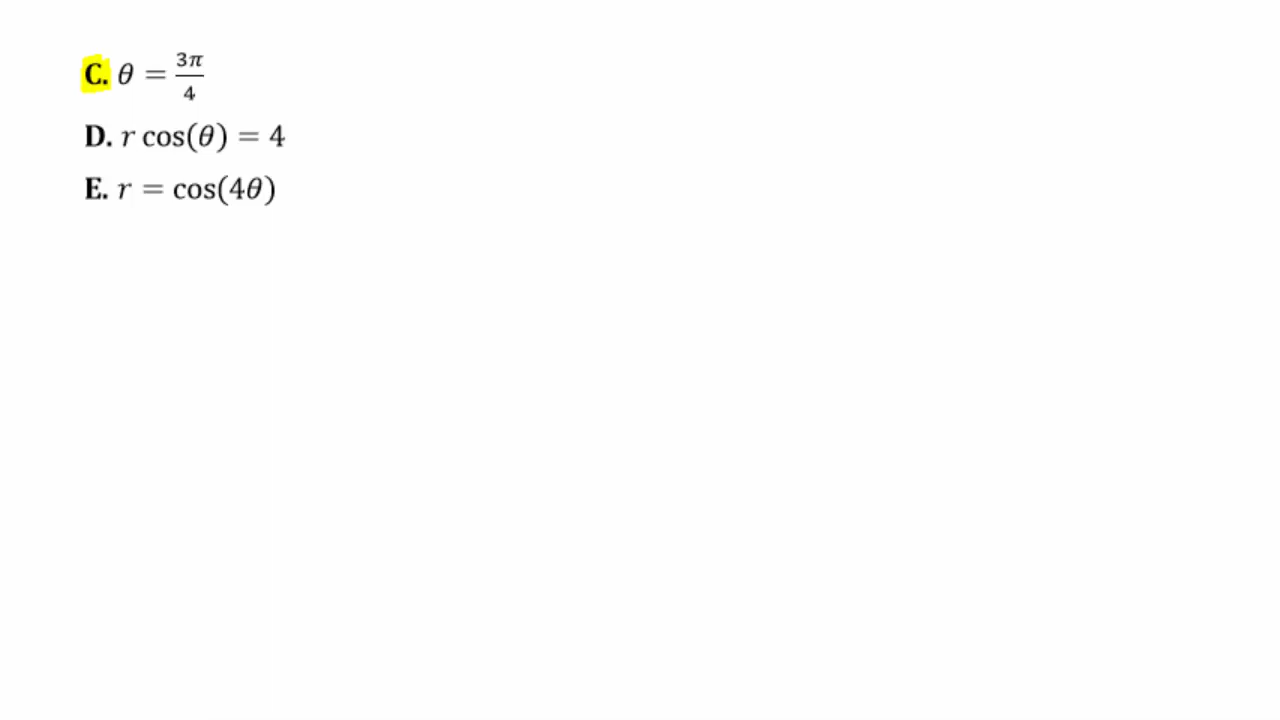 C. θ = 3π/4
D. r cos(θ) = 4
E. r = cos(4θ)